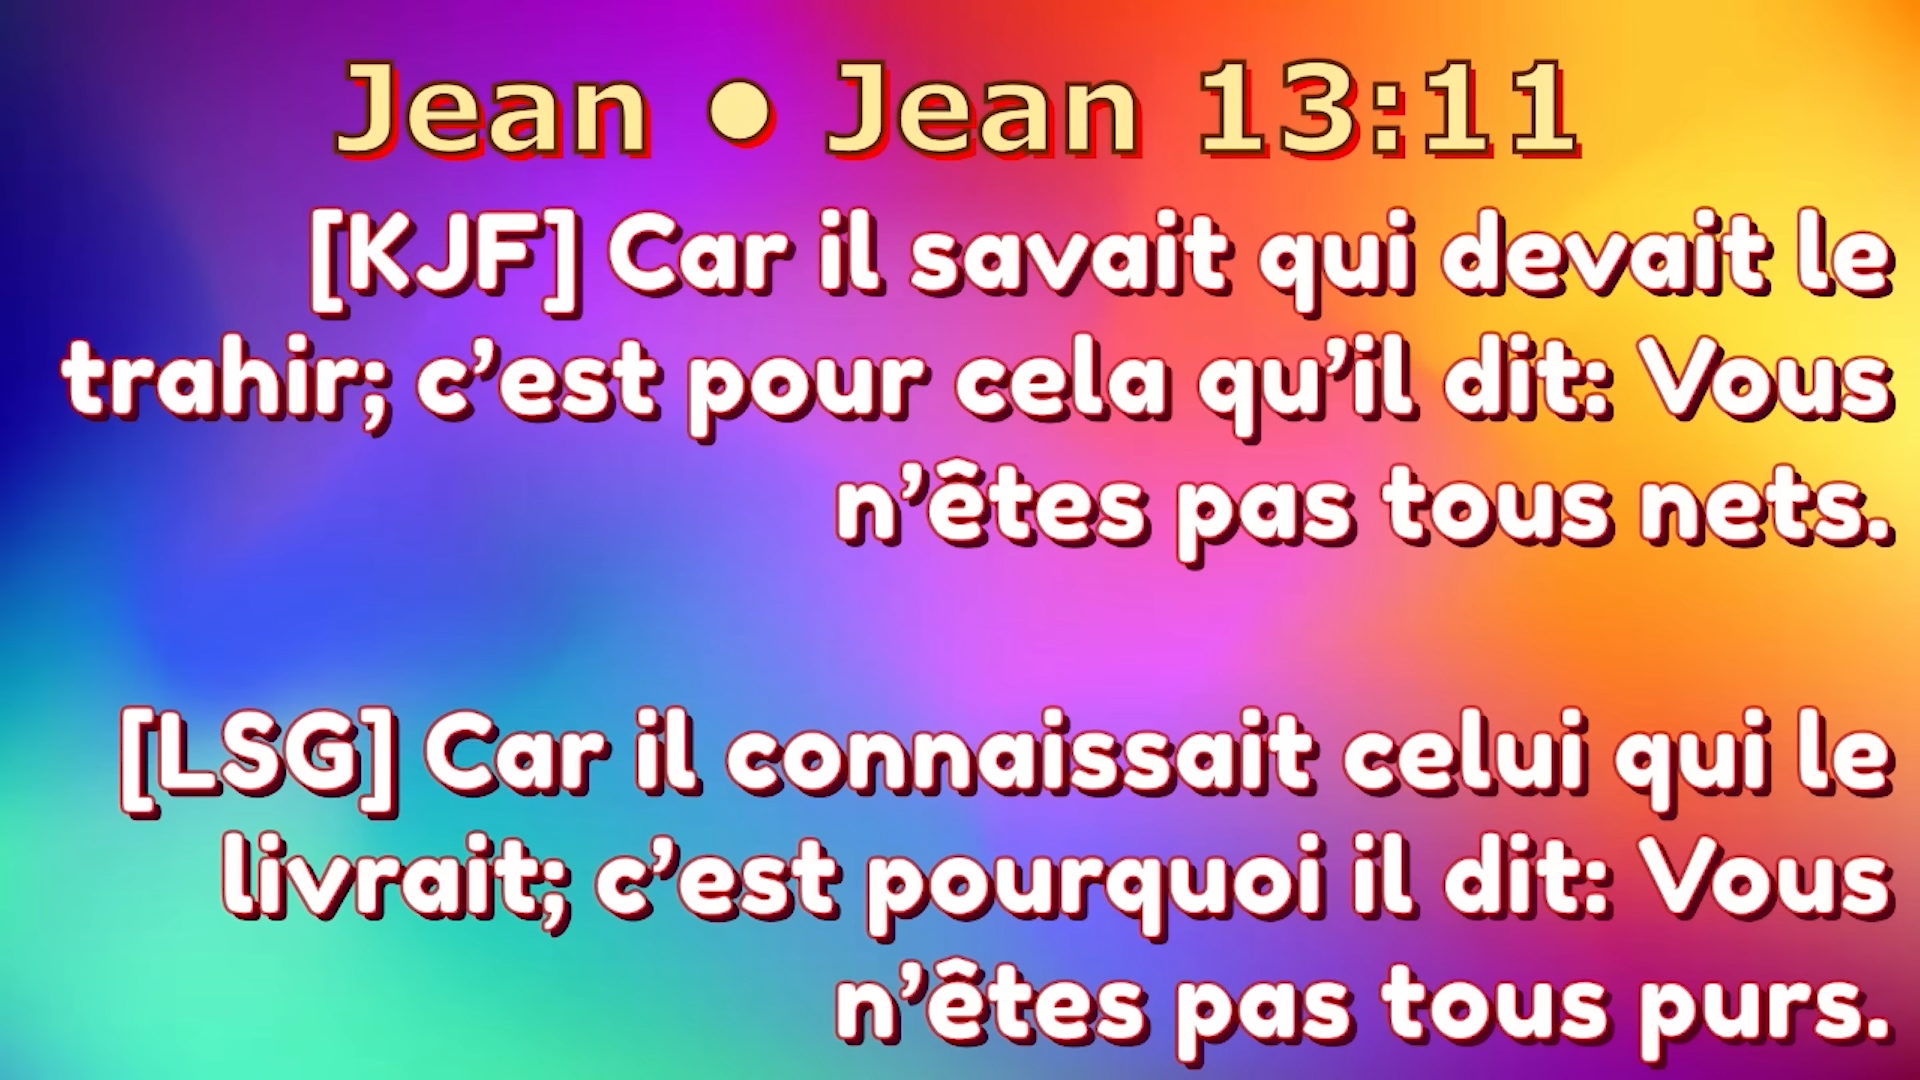 Jean • Jean 13:11
[KJF] Car il savait qui devait le
trahir; c’est pour cela qu’il dit: Vous
n’êtes pas tous nets.
[LSG] Car il connaissait celui qui le
livrait; c’est pourquoi il dit: Vous
n’êtes pas tous purs.